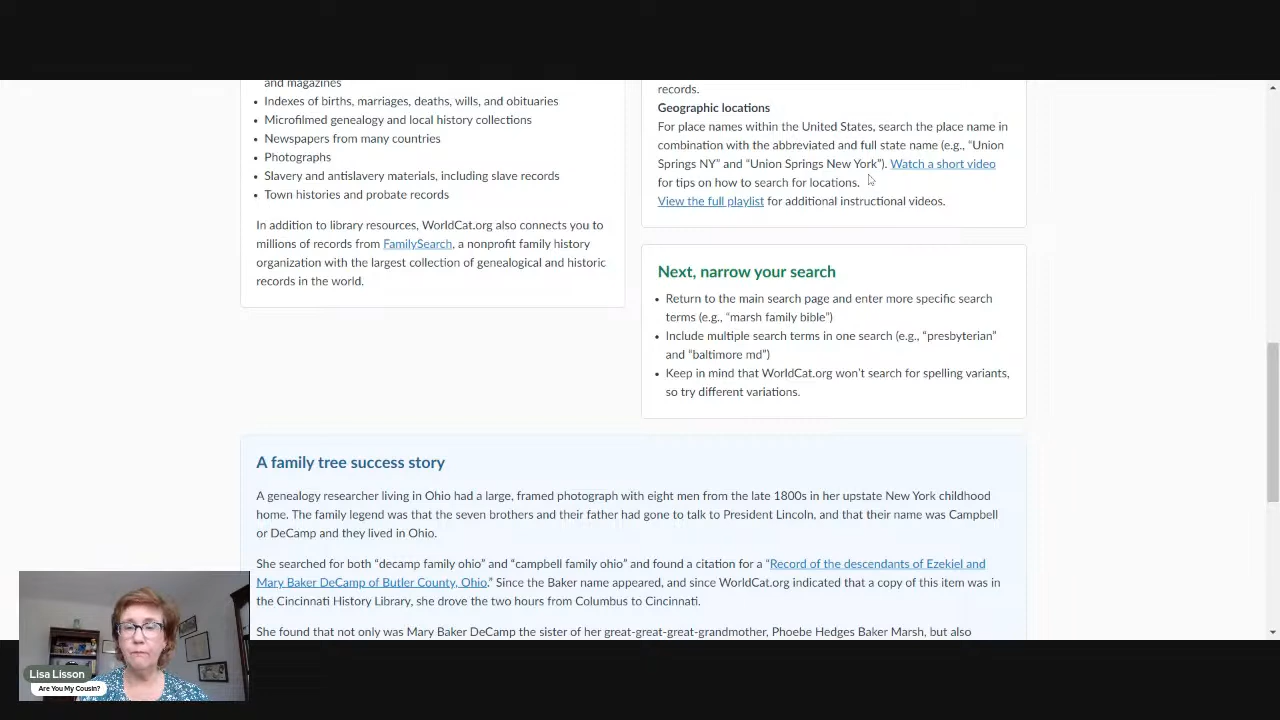 and magazines
• Indexes of births, marriages, deaths, wills, and obituaries
• Microfilmed genealogy and local history collections
• Newspapers from many countries
• Photographs
• Slavery and antislavery materials, including slave records
• Town histories and probate records
In addition to library resources, WorldCat.org also connects you to
millions of records from FamilySearch, a nonprofit family history
organization with the largest collection of genealogical and historic
records in the world.
records.
Geographic locations
For place names within the United States, search the place name in
combination with the abbreviated and full state name (e.g., “Union
Springs NY” and “Union Springs New York”). Watch a short video
for tips on how to search for locations.
View the full playlist for additional instructional videos.
Next, narrow your search
• Return to the main search page and enter more specific search
terms (e.g., “marsh family bible”)
• Include multiple search terms in one search (e.g., “presbyterian”
and “baltimore md”)
• Keep in mind that WorldCat.org won’t search for spelling variants,
so try different variations.
A family tree success story
A genealogy researcher living in Ohio had a large, framed photograph with eight men from the late 1800s in her upstate New York childhood
home. The family legend was that the seven brothers and their father had gone to talk to President Lincoln, and that their name was Campbell
or DeCamp and they lived in Ohio.
She searched for both “decamp family ohio” and “campbell family ohio” and found a citation for a “Record of the descendants of Ezekiel and
Mary Baker DeCamp of Butler County, Ohio.” Since the Baker name appeared, and since WorldCat.org indicated that a copy of this item was in
the Cincinnati History Library, she drove the two hours from Columbus to Cincinnati.
She found that not only was Mary Baker DeCamp the sister of her great-great-great-grandmother, Phoebe Hedges Baker Marsh, but also
Lisa Lisson
Are You My Cousin?